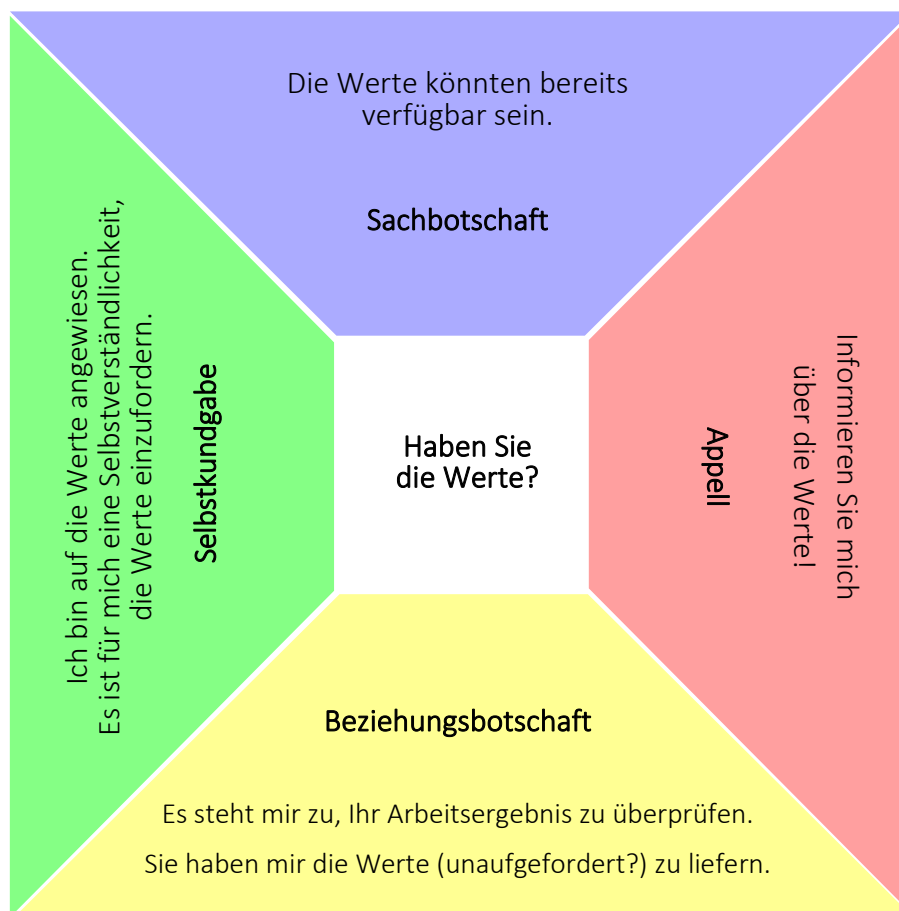 Die Werte könnten bereits
verfügbar sein.
Sachbotschaft
Ich bin auf die Werte angewiesen.
Es ist für mich eine Selbstverständlichkeit,
die Werte einzufordern.
Selbstkundgabe
Haben Sie
die Werte?
Informieren Sie mich
über die Werte!
Appell
Beziehungsbotschaft
Es steht mir zu, Ihr Arbeitsergebnis zu überprüfen.
Sie haben mir die Werte (unaufgefordert?) zu liefern.